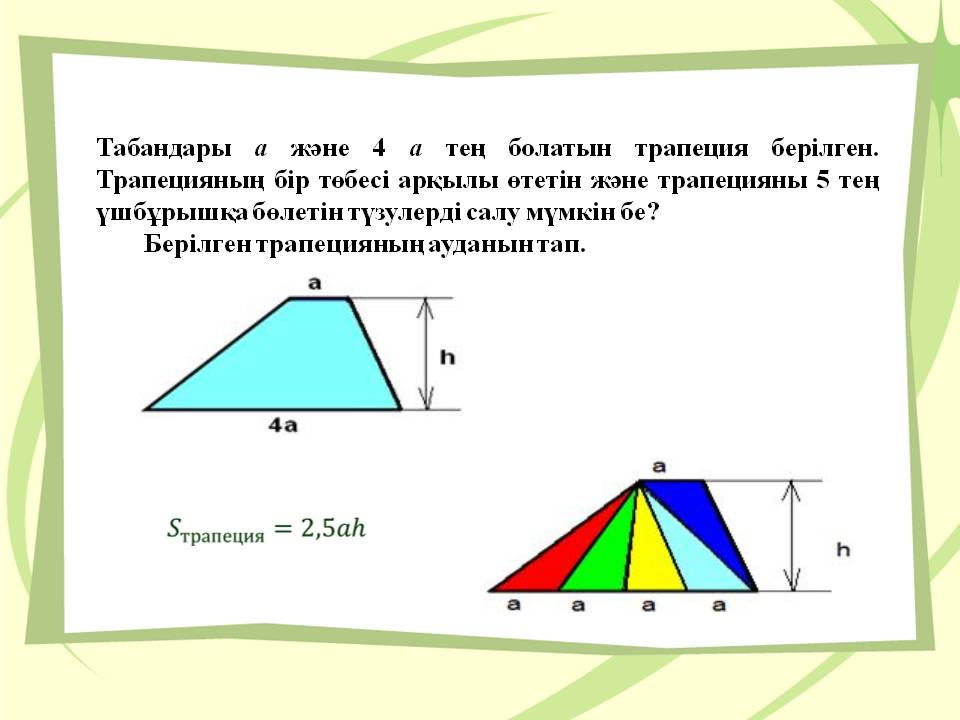 Табандары a және 4 a тең болатын трапеция берілген.
Трапецияның бір төбесі арқылы өтетін және трапецияны 5 тең
үшбұрышқа бөлетін түзулерді салу мүмкін бе?
Берілген трапецияның ауданын тап.
a
h
4a
a
S трапеция = 2,5ah
h
a a a a